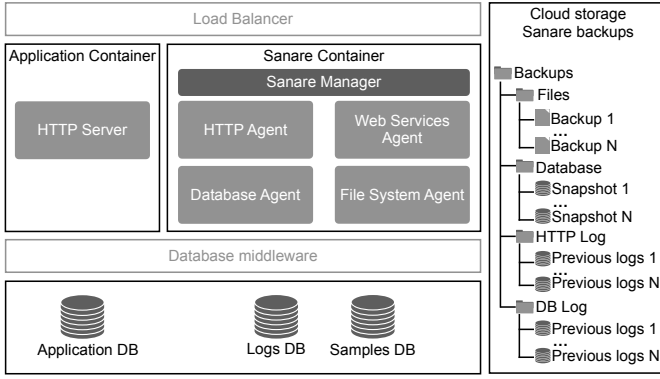 Load Balancer
Application Container
HTTP Server
Sanare Container
Sanare Manager
HTTP Agent
Web Services
Agent
Database Agent
File System Agent
Database middleware
Application DB
Logs DB
Samples DB
Cloud storage
Sanare backups
Backups
Files
Backup 1
...
Backup N
Database
Snapshot 1
...
Snapshot N
HTTP Log
Previous logs 1
...
Previous logs N
DB Log
Previous logs 1
...
Previous logs N